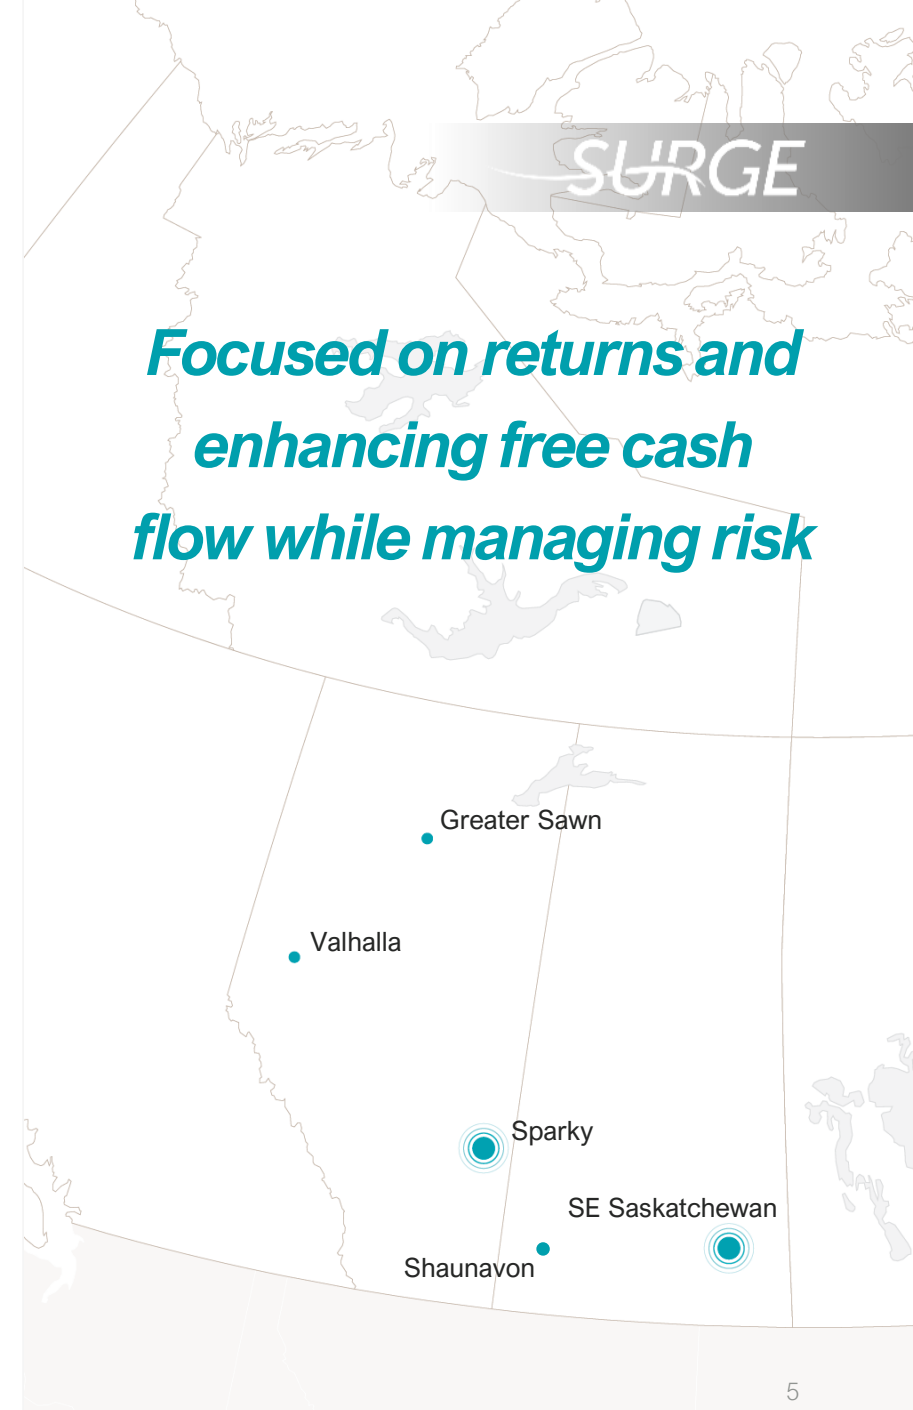 SURGE
Focused on returns and
enhancing free cash
flow while managing risk
Greater Sawn
Valhalla
Sparky
SE Saskatchewan
Shaunavon
5